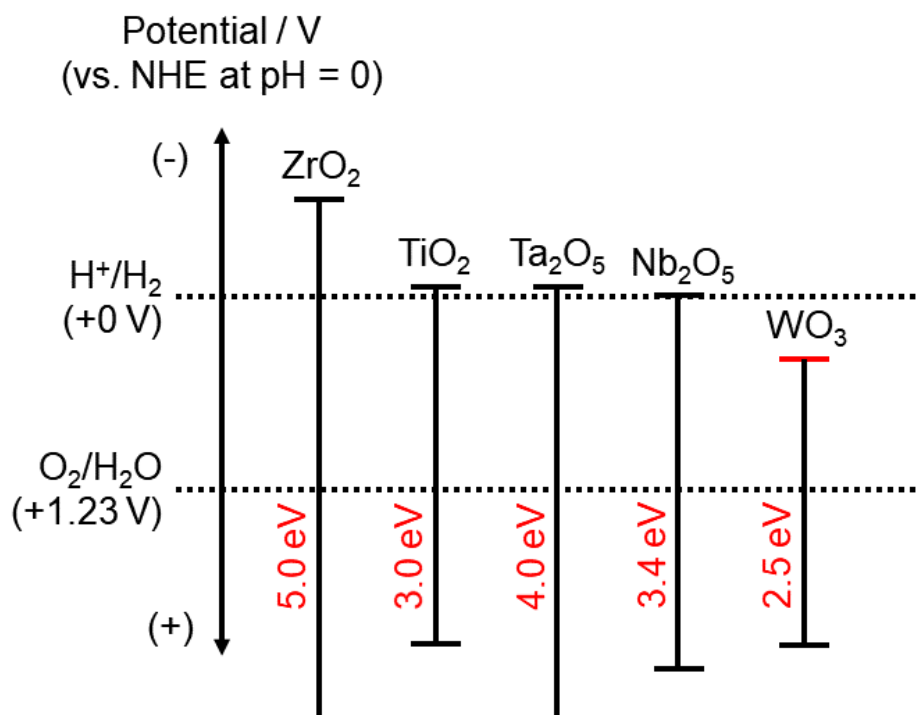 Potential / V
(vs. NHE at pH = 0)
(-)
ZrO₂
TiO₂
Ta₂O₅
Nb₂O₅
H⁺/H₂
(+0 V)
WO₃
O₂/H₂O
(+1.23 V)
5.0 eV
3.0 eV
4.0 eV
3.4 eV
2.5 eV
(+)